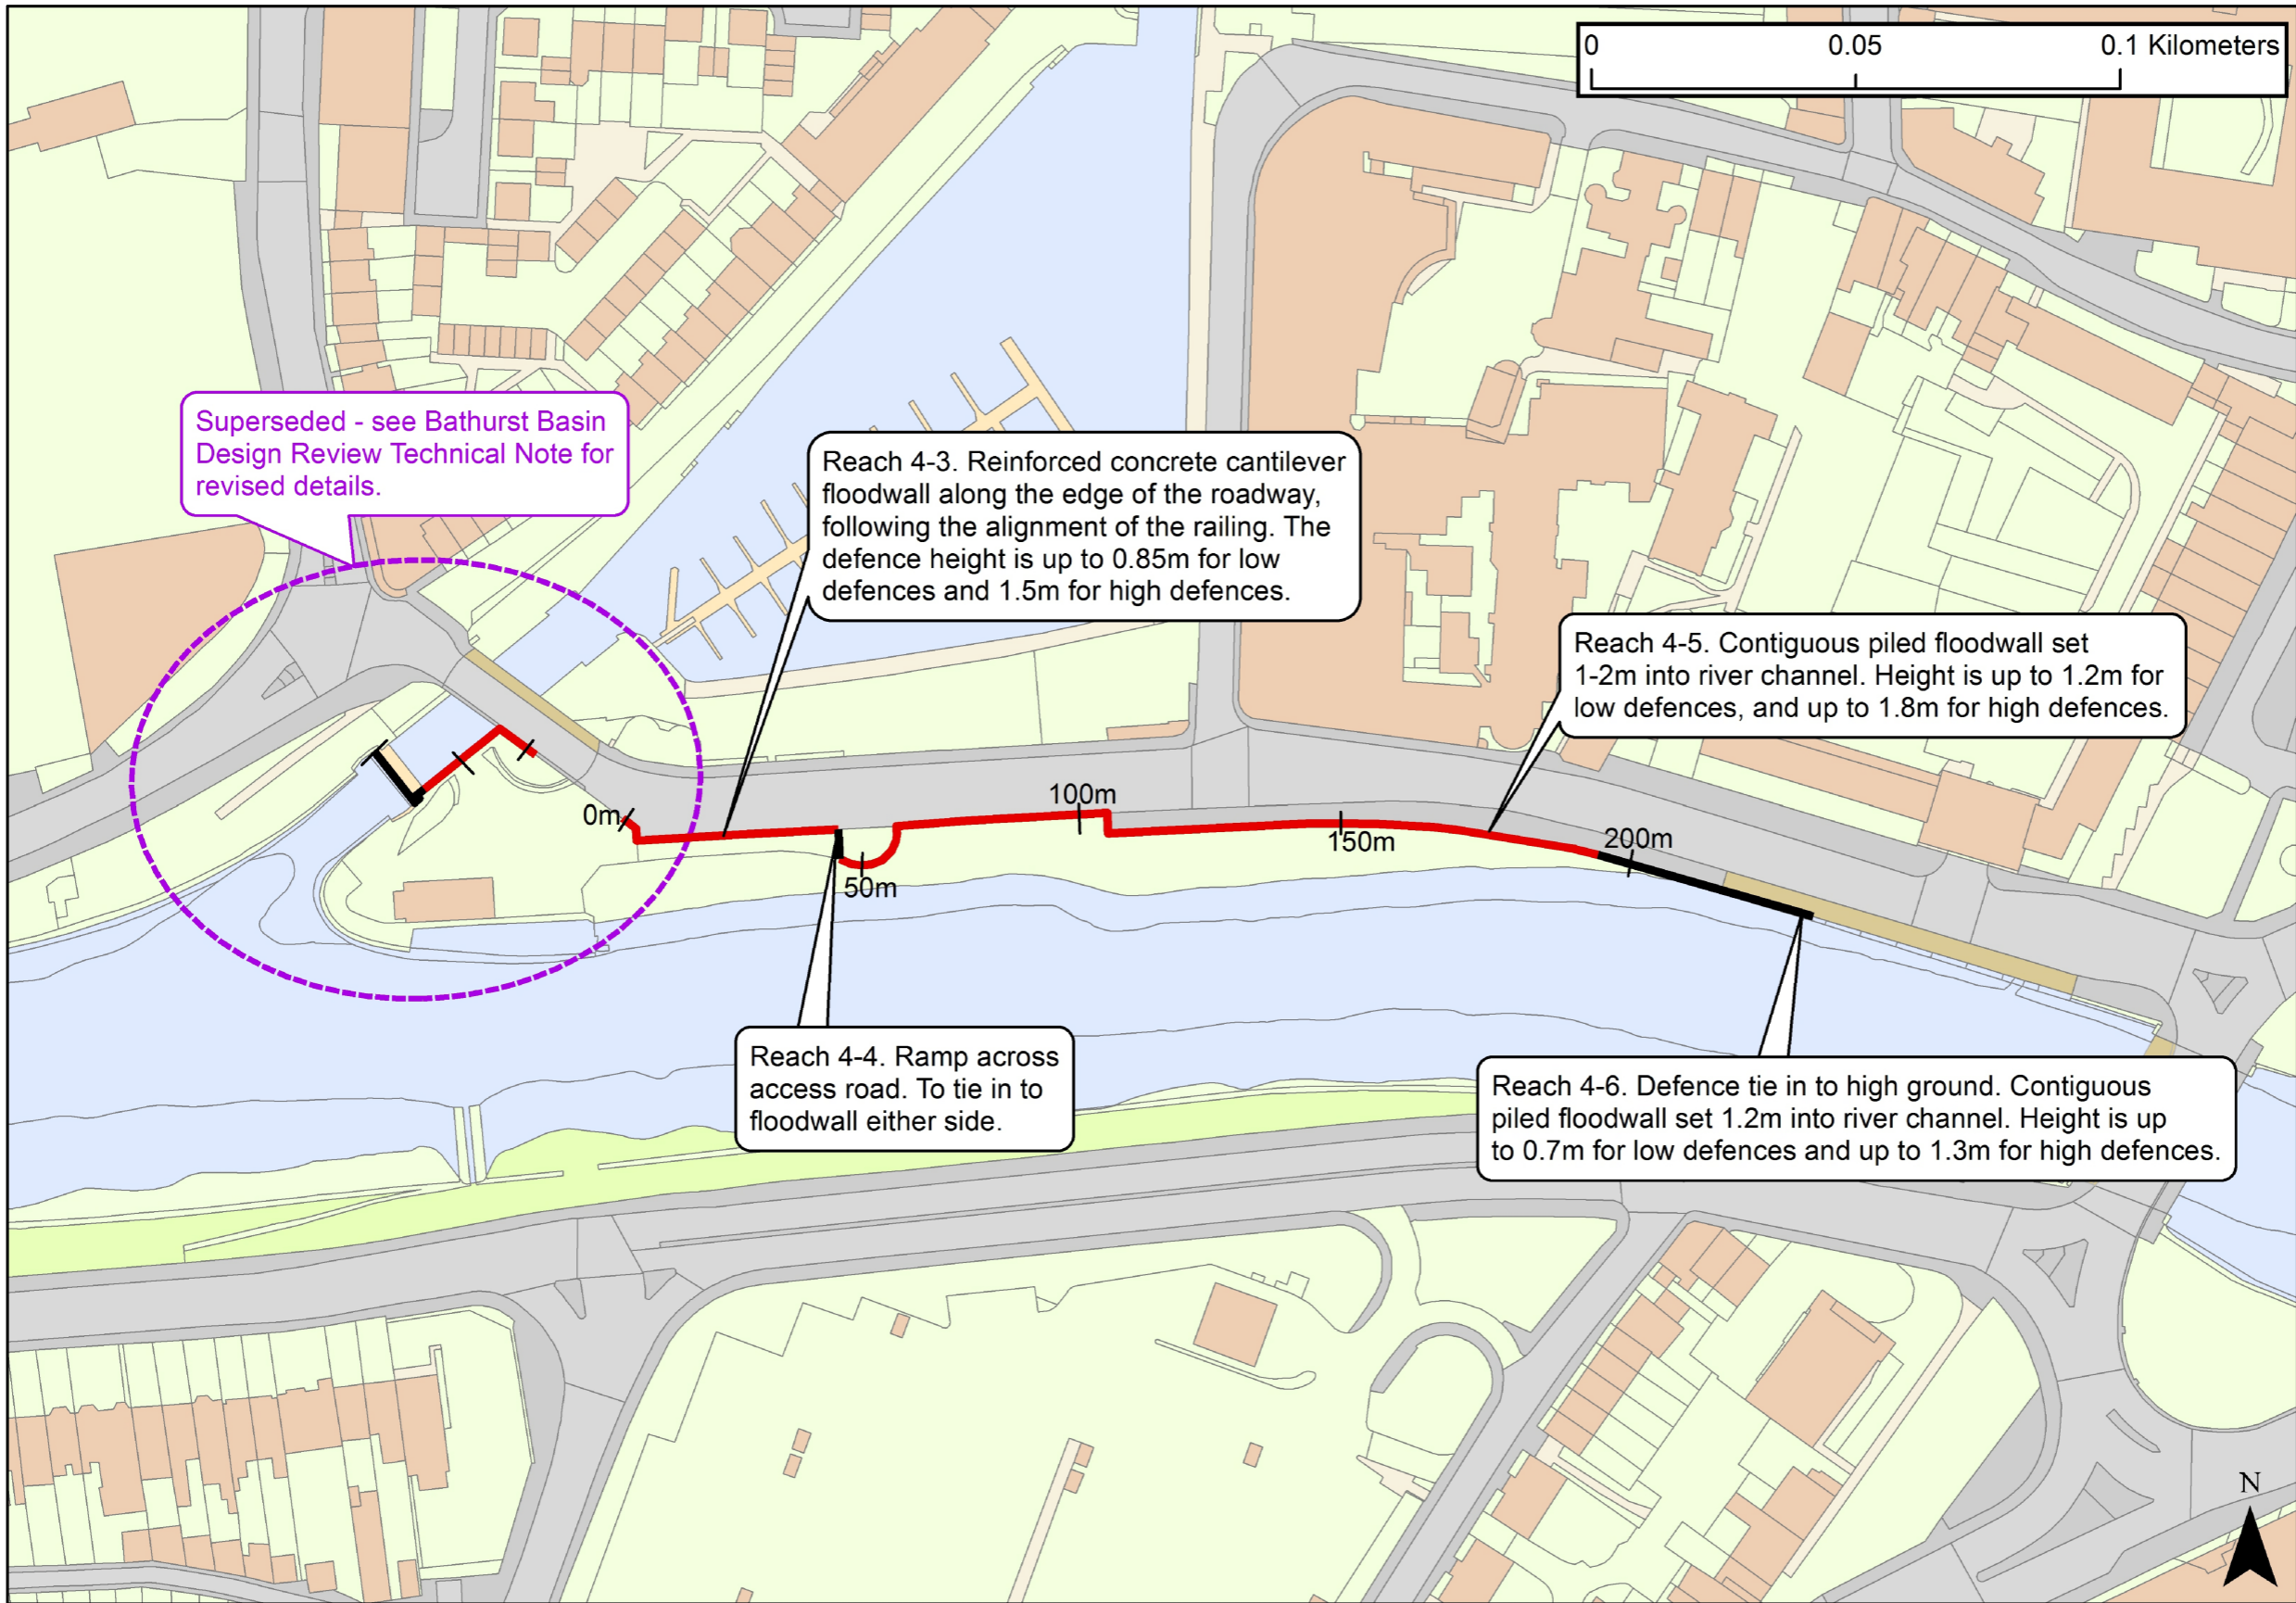 0 0.05 0.1 Kilometers
Superseded - see Bathurst Basin
Design Review Technical Note for
revised details.
Reach 4-3. Reinforced concrete cantilever
floodwall along the edge of the roadway,
following the alignment of the railing. The
defence height is up to 0.85m for low
defences and 1.5m for high defences.
Reach 4-5. Contiguous piled floodwall set
1-2m into river channel. Height is up to 1.2m for
low defences, and up to 1.8m for high defences.
0m
50m
100m
150m
200m
Reach 4-4. Ramp across
access road. To tie in to
floodwall either side.
Reach 4-6. Defence tie in to high ground. Contiguous
piled floodwall set 1.2m into river channel. Height is up
to 0.7m for low defences and up to 1.3m for high defences.
N